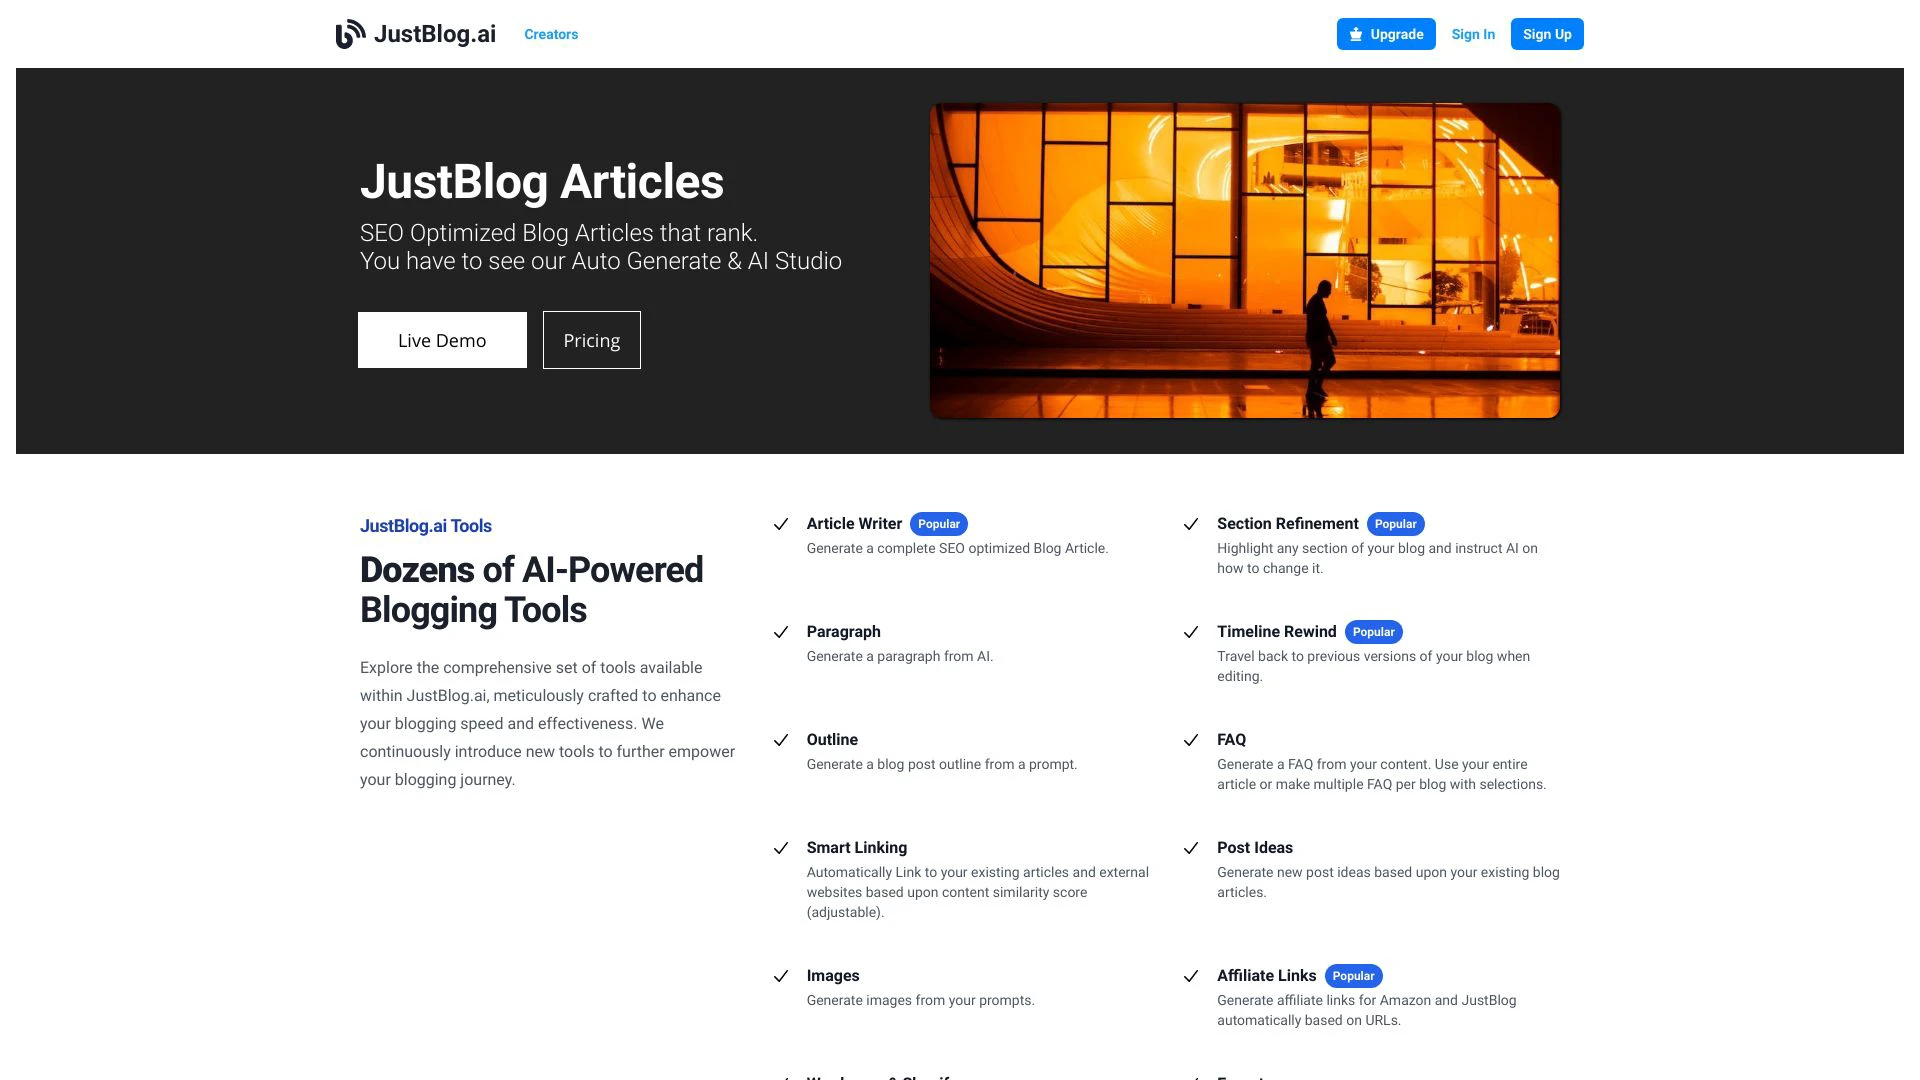 JustBlog.ai
Creators
Upgrade
Sign In
Sign Up
JustBlog Articles
SEO Optimized Blog Articles that rank.
You have to see our Auto Generate & AI Studio
Live Demo
Pricing
JustBlog.ai Tools
Dozens of AI-Powered
Blogging Tools
Explore the comprehensive set of tools available
within JustBlog.ai, meticulously crafted to enhance
your blogging speed and effectiveness. We
continuously introduce new tools to further empower
your blogging journey.
Article Writer Popular
Generate a complete SEO optimized Blog Article.
Section Refinement Popular
Highlight any section of your blog and instruct AI on
how to change it.
Paragraph
Generate a paragraph from AI.
Timeline Rewind Popular
Travel back to previous versions of your blog when
editing.
Outline
Generate a blog post outline from a prompt.
FAQ
Generate a FAQ from your content. Use your entire
article or make multiple FAQ per blog with selections.
Smart Linking
Automatically Link to your existing articles and external
websites based upon content similarity score
(adjustable).
Post Ideas
Generate new post ideas based upon your existing blog
articles.
Images
Generate images from your prompts.
Affiliate Links Popular
Generate affiliate links for Amazon and JustBlog
automatically based on URLs.